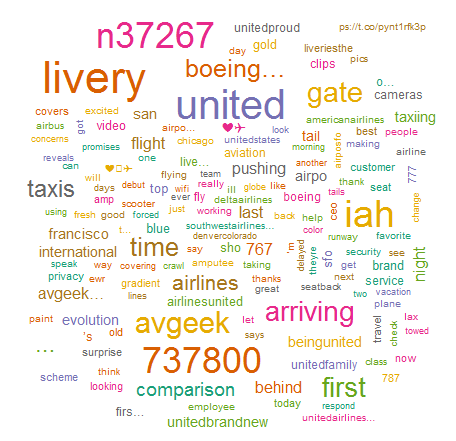 n37267 unitedproud ps://t.co/pynt1rfk3p
day gold liveriesthe
livery boeing… clips pics
united gate 0… cameras
covers excited san americanairlines taxiing
airbus got video airpo… ♥✈ look tail best people
concerns promises flight chicago unitedstates morning airposfo making
reveals one live… aviation another airline
can will flying team pushing airpo customer 777
taxis days debut top wifi really ill globe like thank seat
amp scooter ever fly deltaairlines boeing tails change
using fresh good forced just working last back help ceo iah
t… southwestairlines… color
francisco denvercolorado runway favorite
international time say sho 767 'm delayed theyre sfo security see night
speak way covering crawl amputee taking get brand
privacy ewr thanks next service
avgeek… gradient airlines great seatback two vacation
lines plane
paint evolution airlinesunited arriving travel check lax
… 's old avgeek let beingunited towed
surprise says unitedfamily class now
scheme think 737800 787
looking comparison behind first
firs… employee today respond
unitedbrandnew unitedairlines…